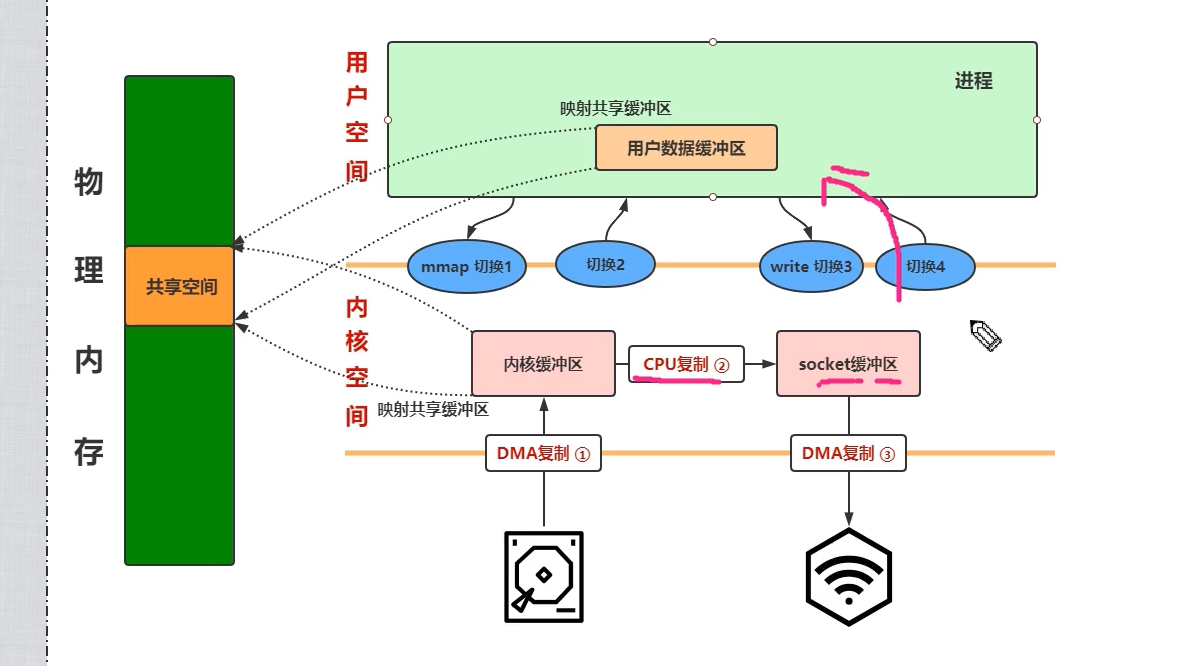 物
理
内
存
共享空间
用
户
空
间
进程
映射共享缓冲区
用户数据缓冲区
mmap 切换1
切换2
write 切换3
切换4
内
核
空
间
内核缓冲区
CPU复制 ②
socket缓冲区
映射共享缓冲区
DMA复制 ①
DMA复制 ③